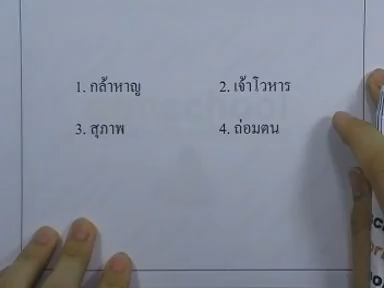 1. กล้าหาญ 2. เจ้าโวหาร
3. สุภาพ 4. ถ่อมตน